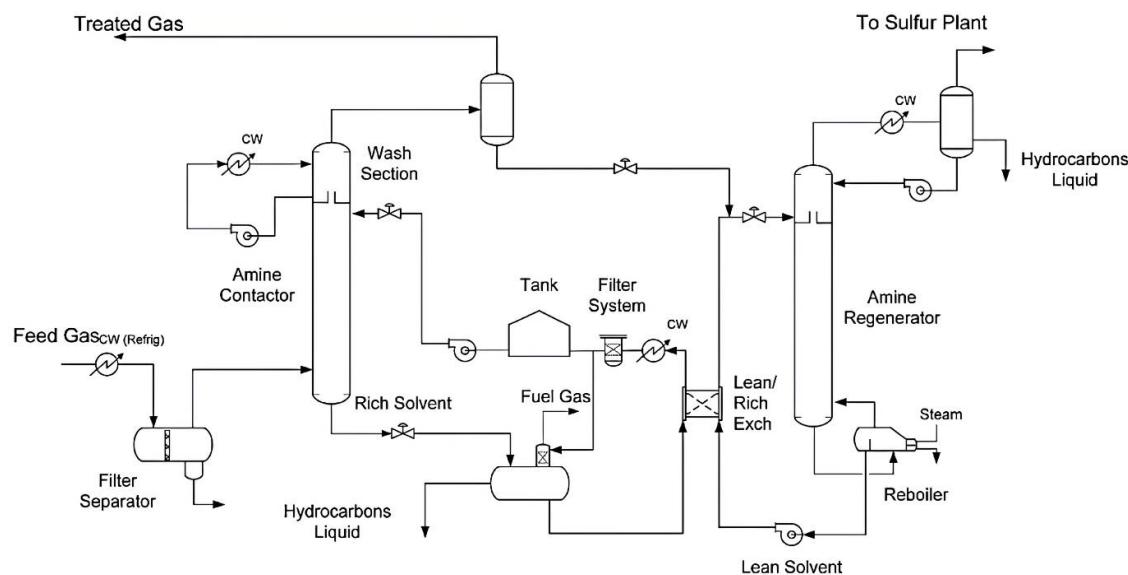 Treated Gas
To Sulfur Plant
CW
CW
Wash
Section
Hydrocarbons
Liquid
Amine
Contactor
Tank
Filter
System
Amine
Regenerator
Feed Gas CW (Refrig)
CW
Fuel Gas
Lean/
Rich
Exch
Rich Solvent
Steam
Filter
Separator
Hydrocarbons
Liquid
Reboiler
Lean Solvent